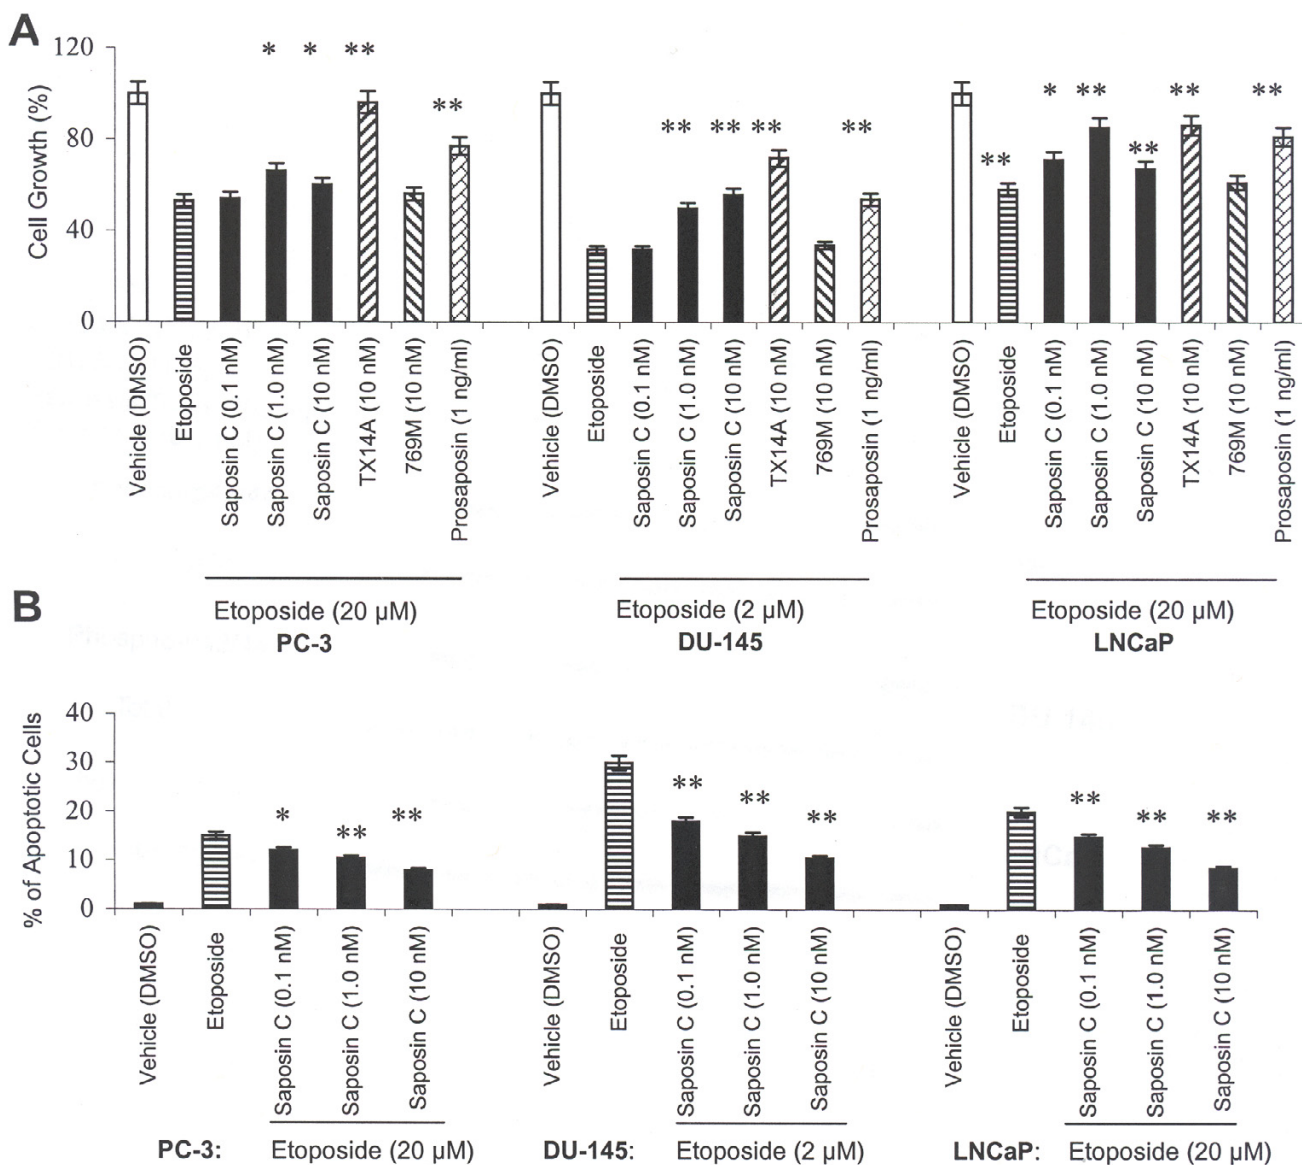 A
Cell Growth (%)
120
80
40
0
* * ** **
** ** ** **
** * ** ** ** **
Vehicle (DMSO)
Etoposide
Saposin C (0.1 nM)
Saposin C (1.0 nM)
Saposin C (10 nM)
TX14A (10 nM)
769M (10 nM)
Prosaposin (1 ng/ml)
Vehicle (DMSO)
Etoposide
Saposin C (0.1 nM)
Saposin C (1.0 nM)
Saposin C (10 nM)
TX14A (10 nM)
769M (10 nM)
Prosaposin (1 ng/ml)
Vehicle (DMSO)
Etoposide
Saposin C (0.1 nM)
Saposin C (1.0 nM)
Saposin C (10 nM)
TX14A (10 nM)
769M (10 nM)
Prosaposin (1 ng/ml)
Etoposide (20 µM)
PC-3
Etoposide (2 µM)
DU-145
Etoposide (20 µM)
LNCaP
B
% of Apoptotic Cells
40
30
20
10
0
* ** **
** ** **
** ** **
Vehicle (DMSO)
Etoposide
Saposin C (0.1 nM)
Saposin C (1.0 nM)
Saposin C (10 nM)
Vehicle (DMSO)
Etoposide
Saposin C (0.1 nM)
Saposin C (1.0 nM)
Saposin C (10 nM)
Vehicle (DMSO)
Etoposide
Saposin C (0.1 nM)
Saposin C (1.0 nM)
Saposin C (10 nM)
PC-3: Etoposide (20 µM)
DU-145: Etoposide (2 µM)
LNCaP: Etoposide (20 µM)